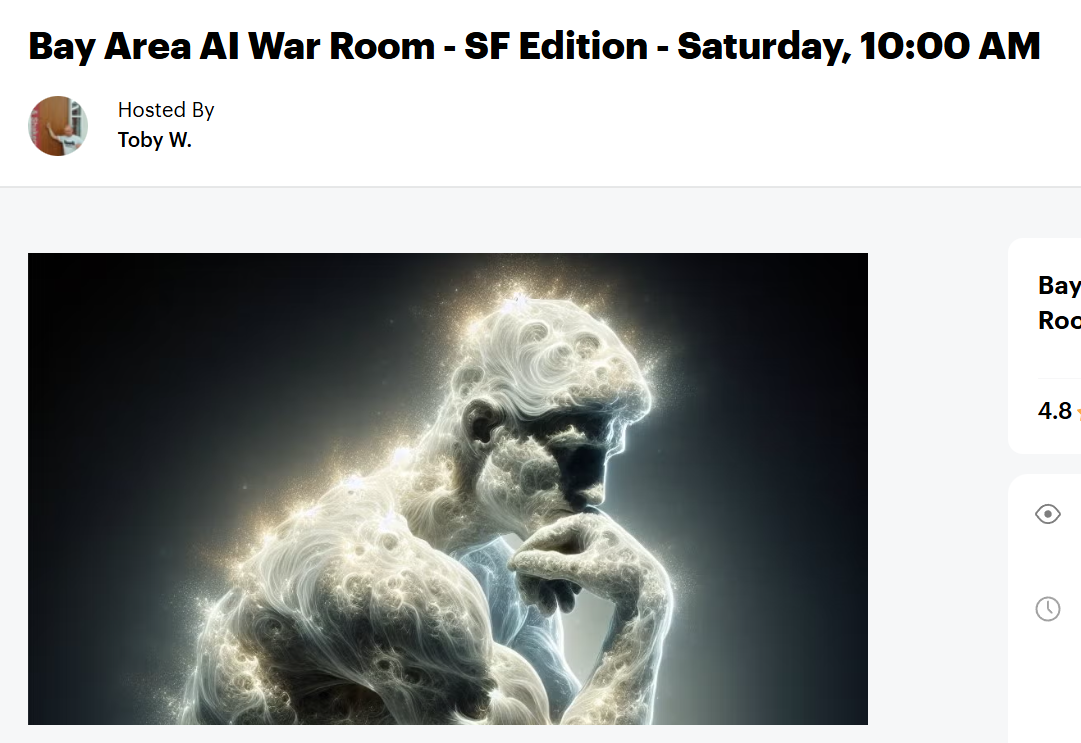 Bay Area AI War Room - SF Edition - Saturday, 10:00 AM
Hosted By
Toby W.
Bay
Roo
4.8